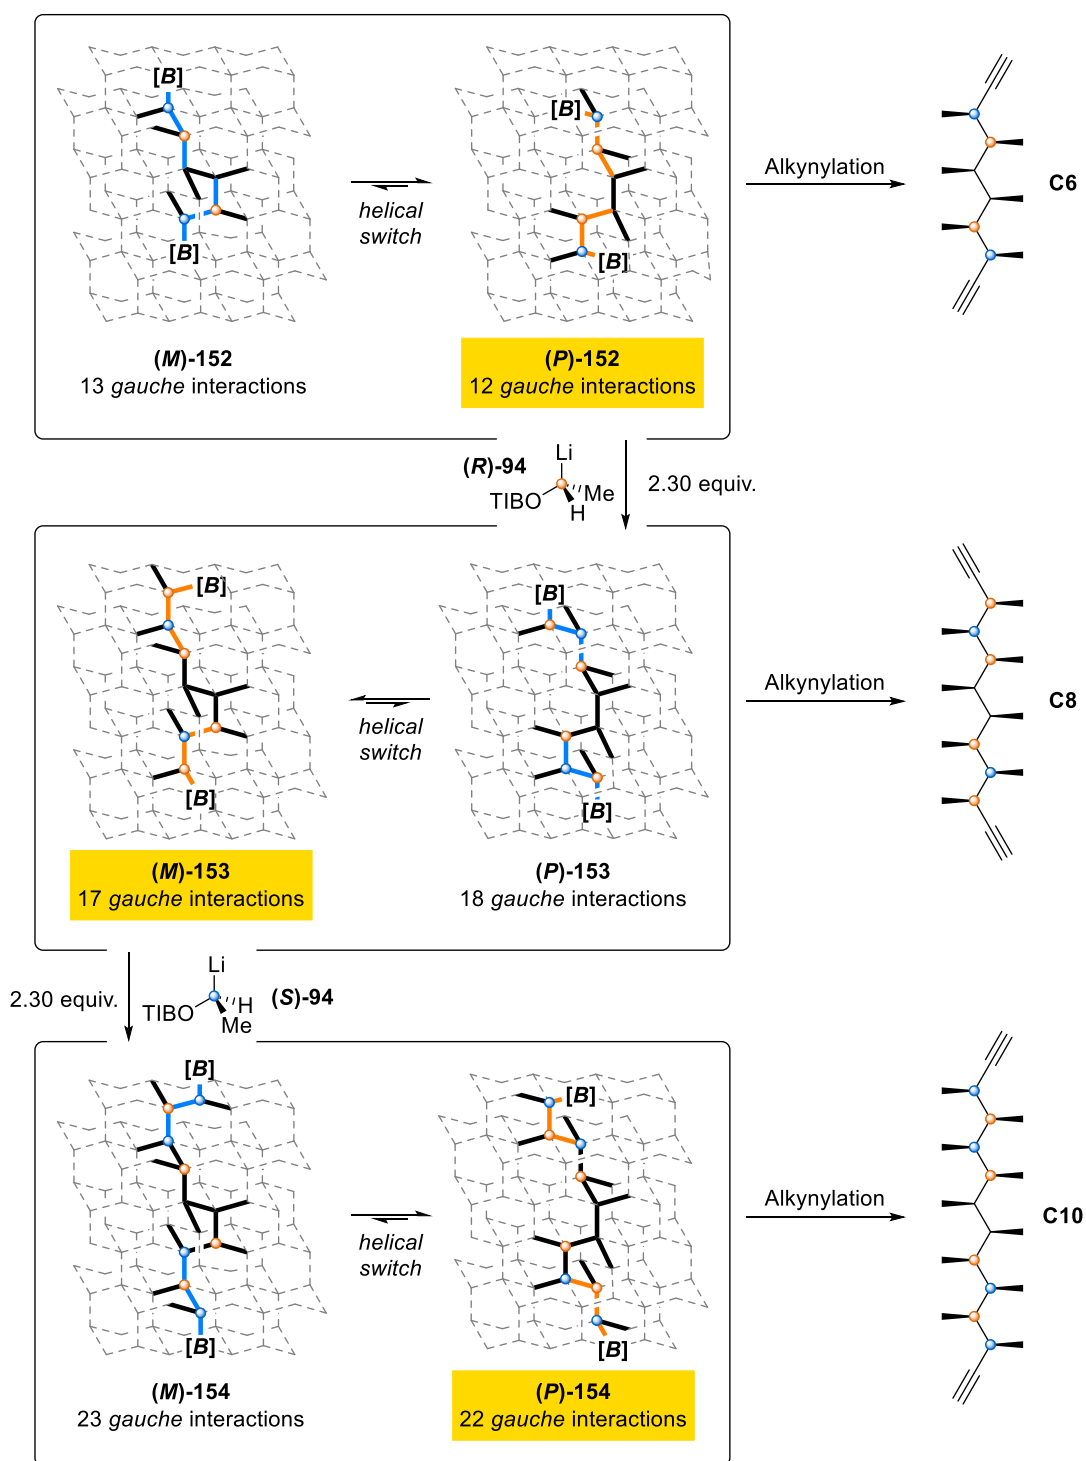 [B]
[B]
[B]
[B]
helical
switch
(M)-152
13 gauche interactions
(P)-152
12 gauche interactions
Alkynylation
C6
(R)-94
Li
TIBO
Me
H
2.30 equiv.
[B]
[B]
[B]
[B]
helical
switch
(M)-153
17 gauche interactions
(P)-153
18 gauche interactions
Alkynylation
C8
2.30 equiv.
Li
TIBO
H
Me
(S)-94
[B]
[B]
[B]
[B]
helical
switch
(M)-154
23 gauche interactions
(P)-154
22 gauche interactions
Alkynylation
C10